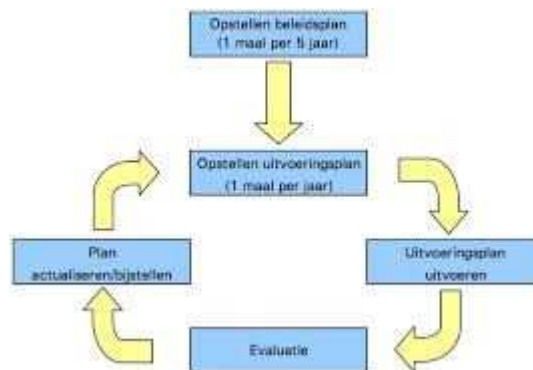 Opstellen beleidsplan
(1 maal per 5 jaar)
Opstellen uitvoeringsplan
(1 maal per jaar)
Plan
actualiseren/bijstellen
Uitvoeringsplan
uitvoeren
Evaluatie